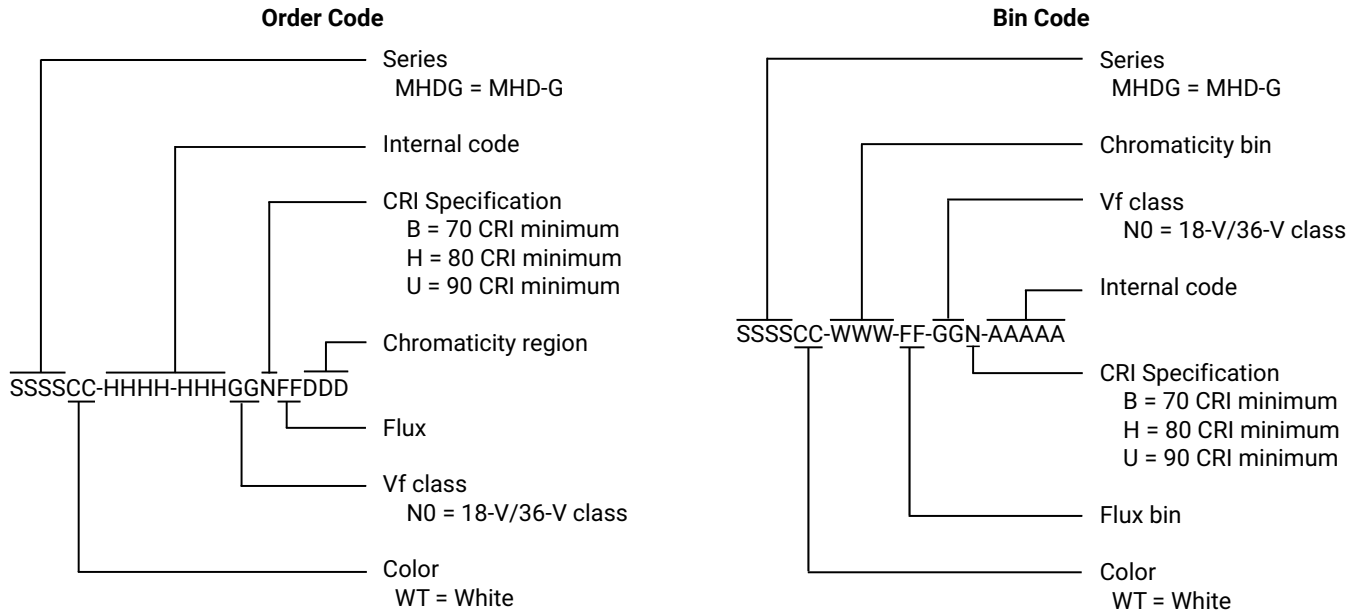 Order Code
Series
MHDG = MHD-G
Internal code
CRI Specification
B = 70 CRI minimum
H = 80 CRI minimum
U = 90 CRI minimum
Chromaticity region
SSSSCC-HHHH-HHHGGNFFDDD
Flux
Vf class
N0 = 18-V/36-V class
Color
WT = White
Bin Code
Series
MHDG = MHD-G
Chromaticity bin
Vf class
N0 = 18-V/36-V class
Internal code
SSSSCC-WWW-FF-GGN-AAAAA
CRI Specification
B = 70 CRI minimum
H = 80 CRI minimum
U = 90 CRI minimum
Flux bin
Color
WT = White